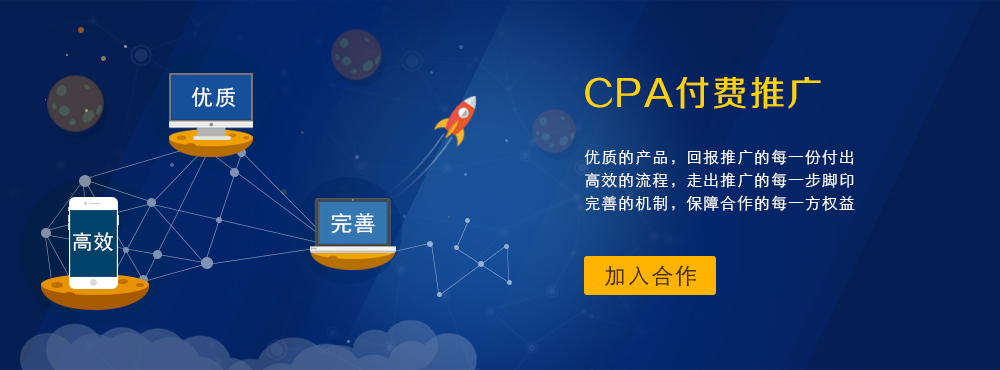 优质
高效
完善
CPA付费推广
优质的产品，回报推广的每一份付出
高效的流程，走出推广的每一步脚印
完善的机制，保障合作的每一方权益
加入合作